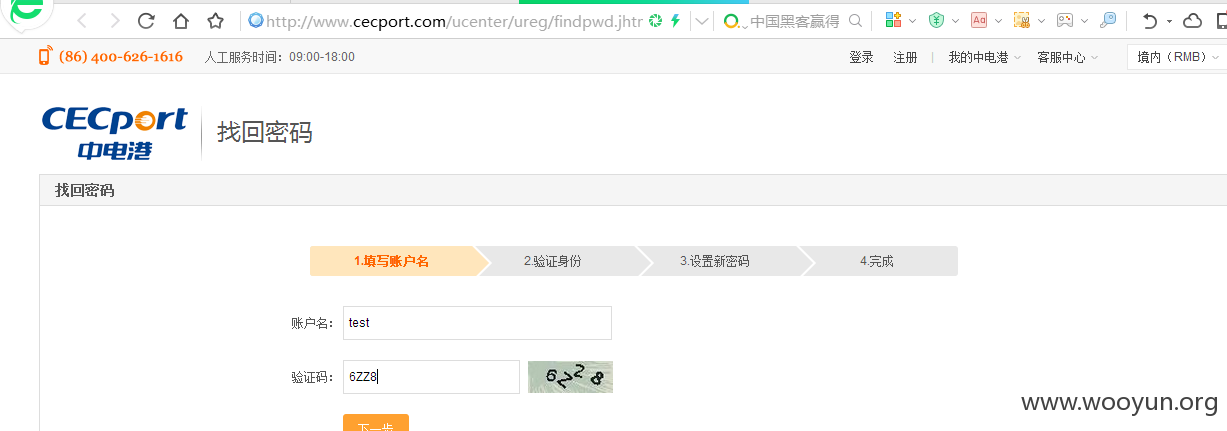 http://www.cecport.com/ucenter/ureg/findpwd.jhtr 中国黑客赢得
(86) 400-626-1616 人工服务时间：09:00-18:00 登录 注册 | 我的中电港 客服中心 境内（RMB）
CECport
中电港
找回密码
找回密码
1.填写账户名 2.验证身份 3.设置新密码 4.完成
账户名： test
验证码： 6ZZ8 6zz8
下一步
www.wooyun.org